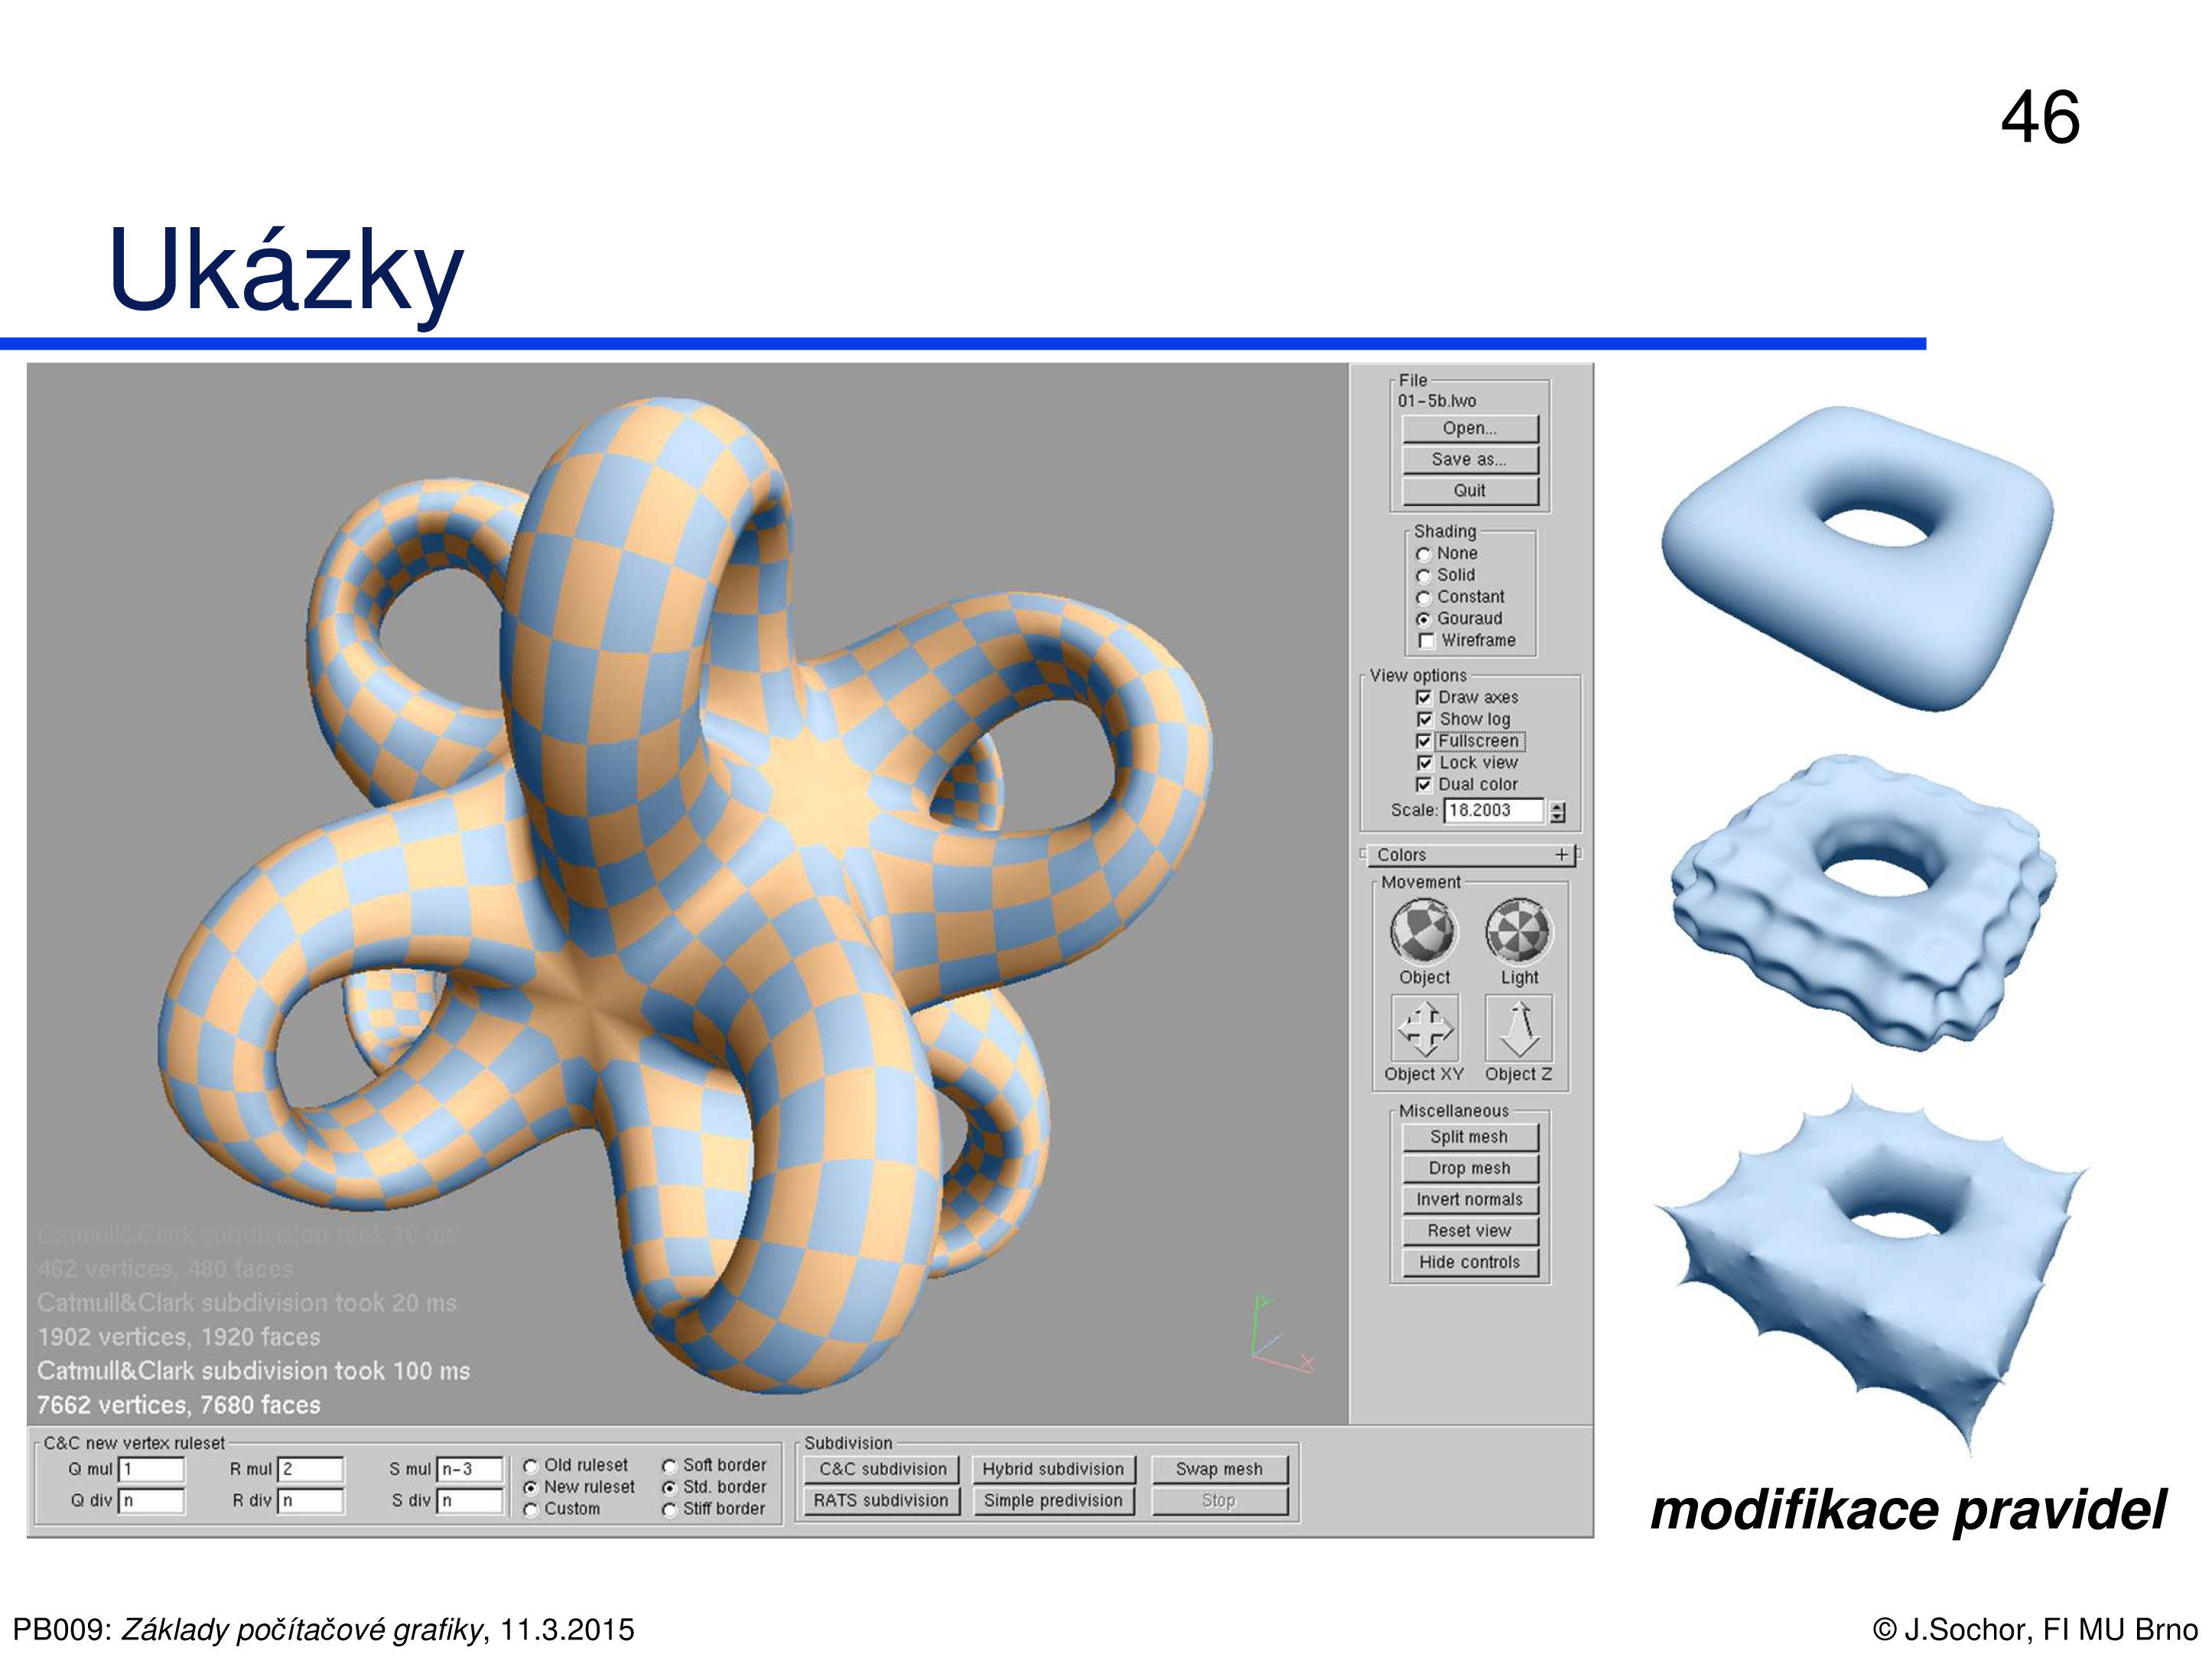 46
Ukázky
File
01-5b.lwo
Open...
Save as...
Quit
Shading
None
Solid
Constant
Gouraud
Wireframe
View options
Draw axes
Show log
Fullscreen
Lock view
Dual color
Scale: 18.2003
Colors +
Movement
Object Light
Object XY Object Z
Miscellaneous
Split mesh
Drop mesh
Invert normals
Reset view
Hide controls
Catmull&Clark subdivision took 10 ms
462 vertices, 480 faces
Catmull&Clark subdivision took 20 ms
1902 vertices, 1920 faces
Catmull&Clark subdivision took 100 ms
7662 vertices, 7680 faces
Y
X
C&C new vertex ruleset
Q mul 1 R mul 2 S mul n-3
Q div n R div n S div n
Old ruleset
New ruleset
Custom
Soft border
Std. border
Stiff border
Subdivision
C&C subdivision Hybrid subdivision Swap mesh
RATS subdivision Simple predivision Stop
modifikace pravidel
PB009: Základy počítačové grafiky, 11.3.2015
© J.Sochor, FI MU Brno